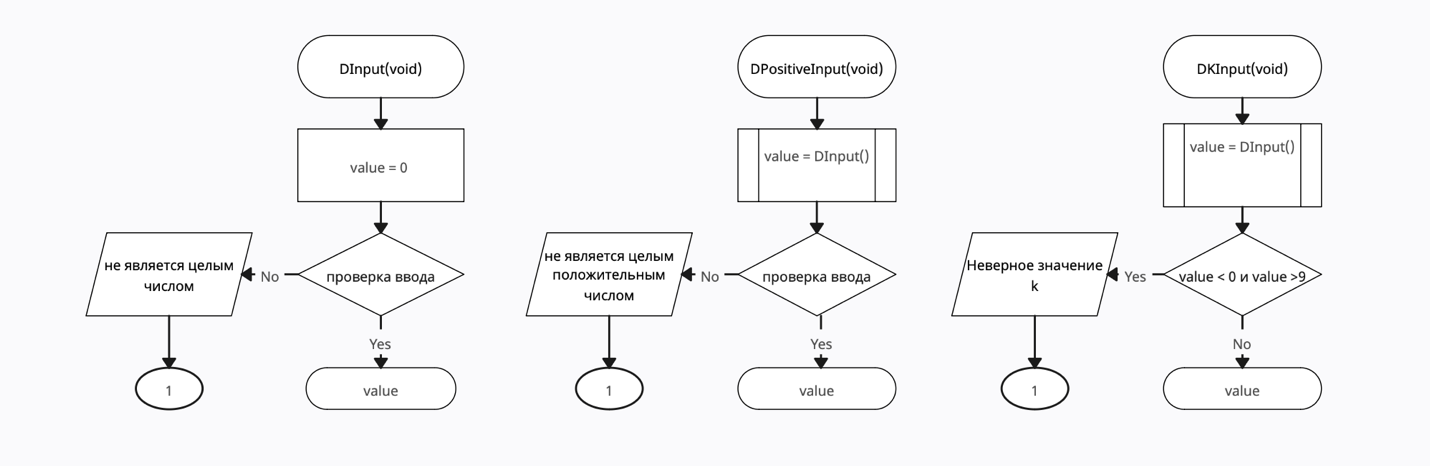 DInput(void)
value = 0
проверка ввода
No
не является целым
числом
1
Yes
value
DPositiveInput(void)
value = DInput()
проверка ввода
No
не является целым
положительным
числом
1
Yes
value
DKInput(void)
value = DInput()
value < 0 и value >9
Yes
Неверное значение
k
1
No
value